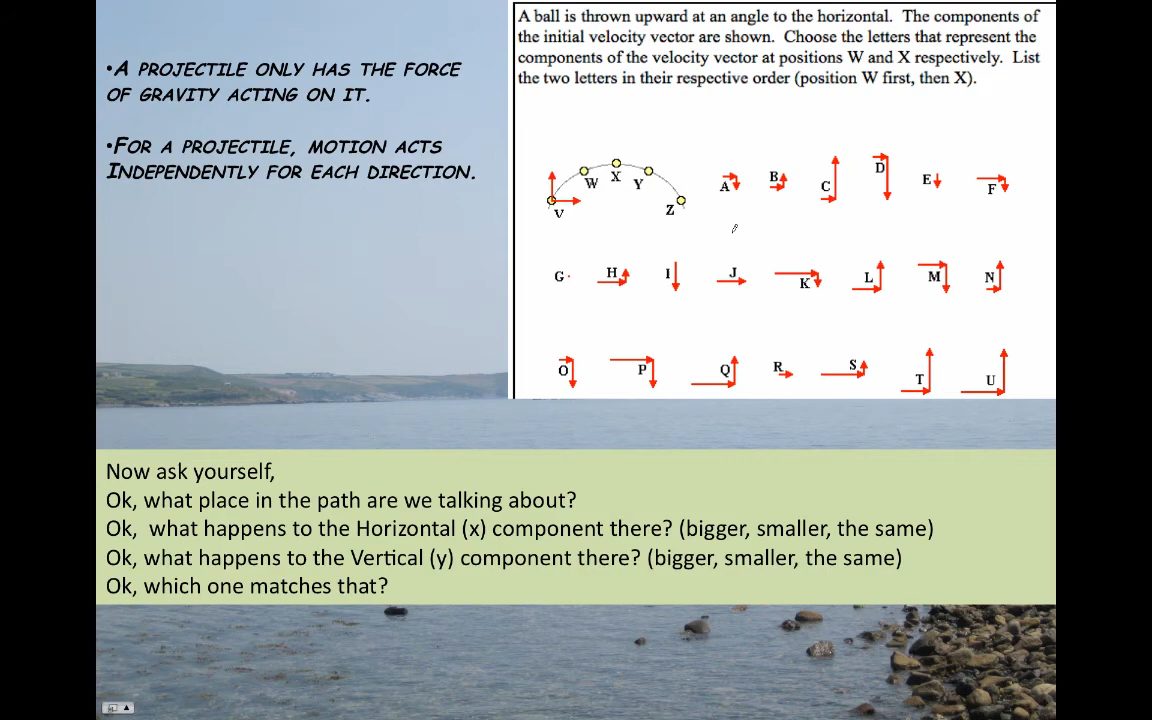 •A PROJECTILE ONLY HAS THE FORCE
OF GRAVITY ACTING ON IT.
•FOR A PROJECTILE, MOTION ACTS
INDEPENDENTLY FOR EACH DIRECTION.
A ball is thrown upward at an angle to the horizontal. The components of
the initial velocity vector are shown. Choose the letters that represent the
components of the velocity vector at positions W and X respectively. List
the two letters in their respective order (position W first, then X).
V W X Y Z
A B C D E F
G H I J K L M N
O P Q R S T U
Now ask yourself,
Ok, what place in the path are we talking about?
Ok, what happens to the Horizontal (x) component there? (bigger, smaller, the same)
Ok, what happens to the Vertical (y) component there? (bigger, smaller, the same)
Ok, which one matches that?